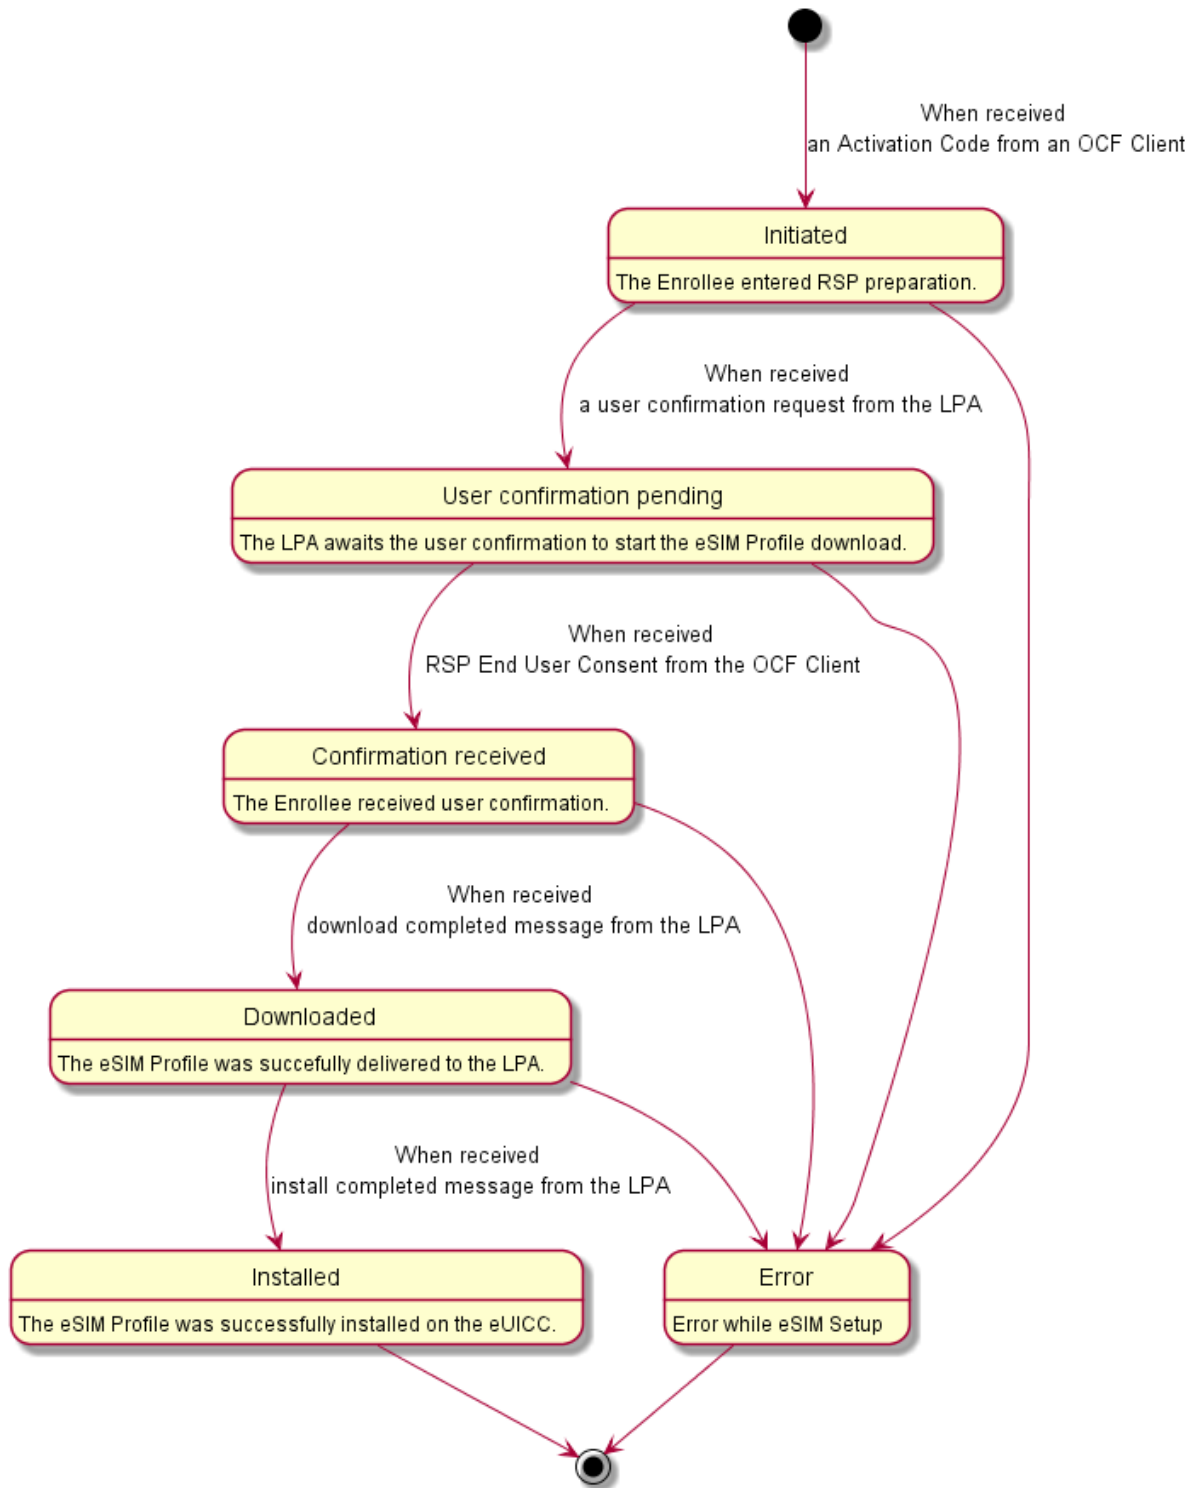 When received
an Activation Code from an OCF Client
Initiated
The Enrollee entered RSP preparation.
When received
a user confirmation request from the LPA
User confirmation pending
The LPA awaits the user confirmation to start the eSIM Profile download.
When received
RSP End User Consent from the OCF Client
Confirmation received
The Enrollee received user confirmation.
When received
download completed message from the LPA
Downloaded
The eSIM Profile was succefully delivered to the LPA.
When received
install completed message from the LPA
Installed
The eSIM Profile was successfully installed on the eUICC.
Error
Error while eSIM Setup